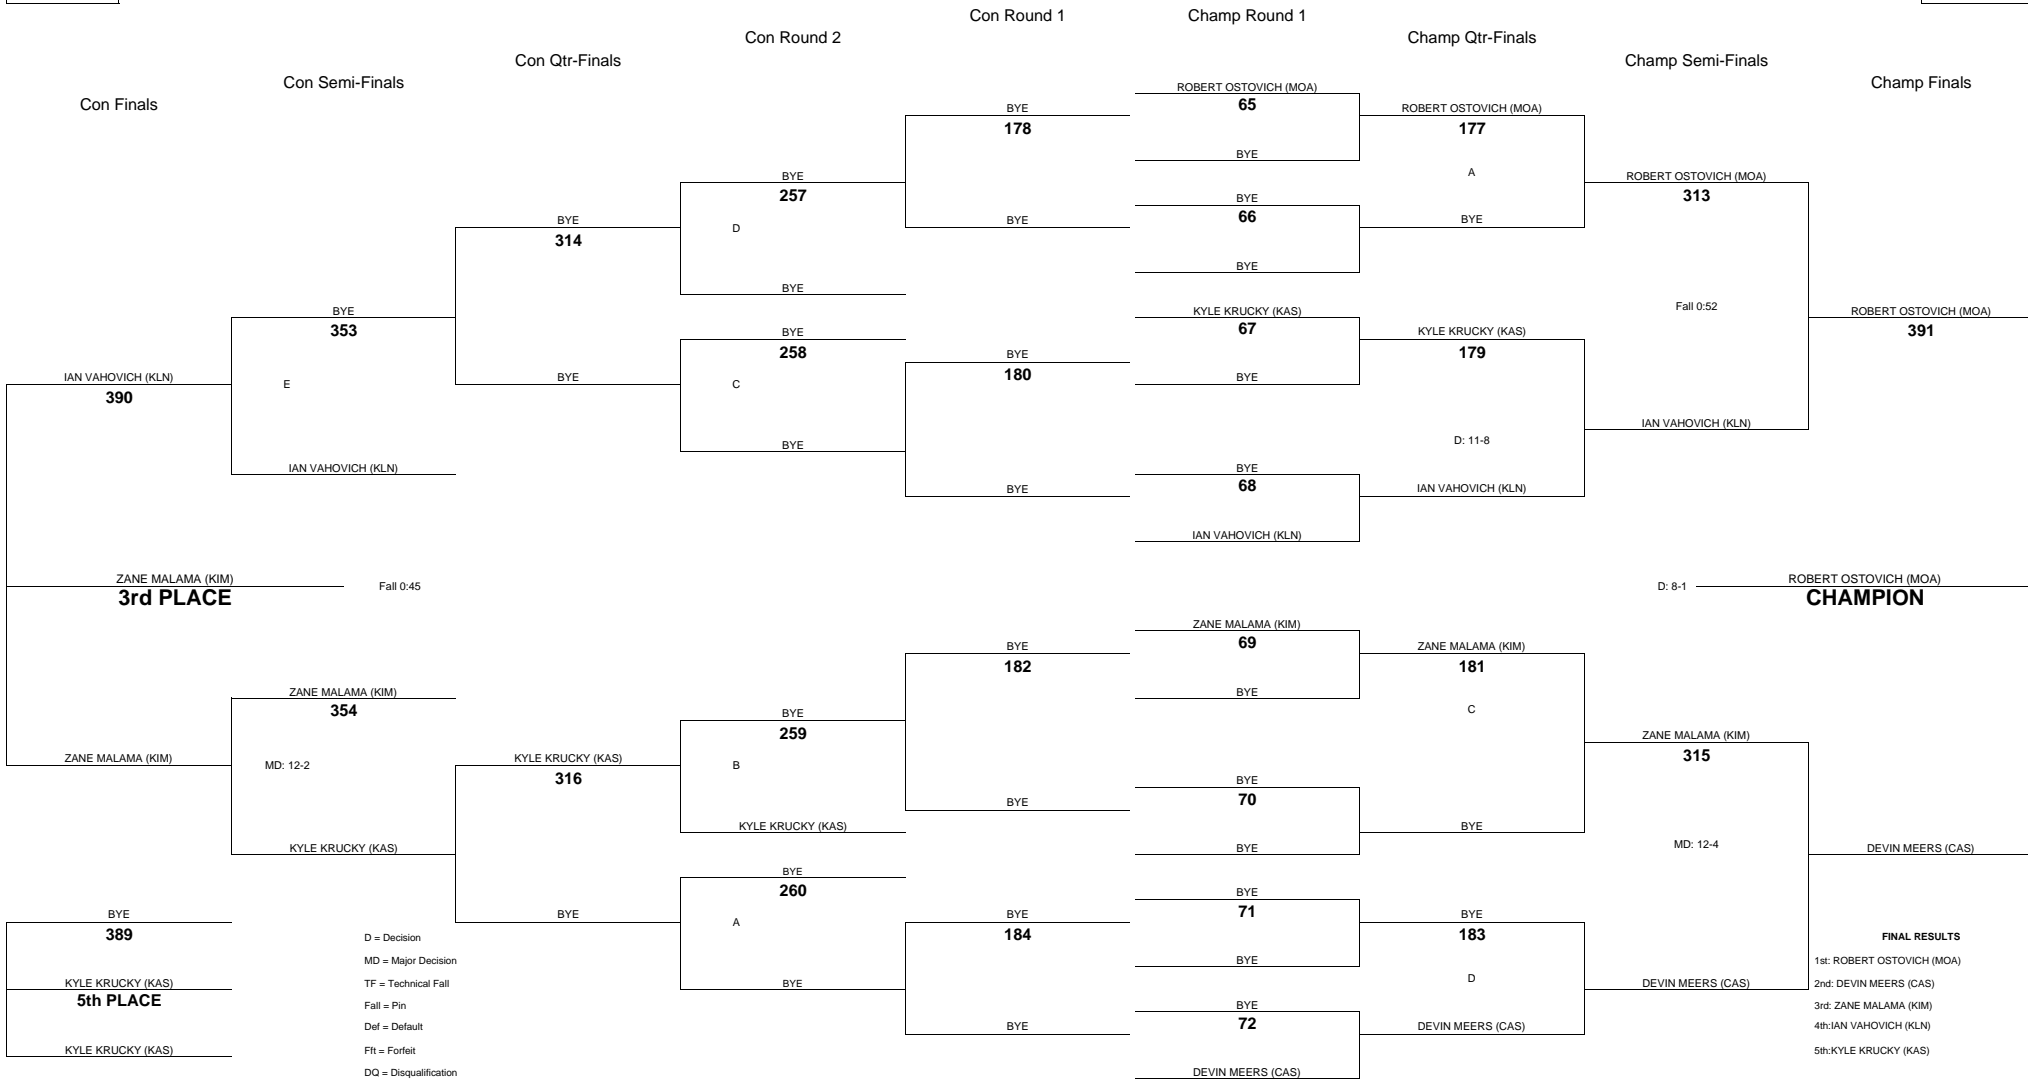 Con Round 1
Champ Round 1
Con Round 2
Champ Qtr-Finals
Con Qtr-Finals
Champ Semi-Finals
Con Semi-Finals
Champ Finals
Con Finals
ROBERT OSTOVICH (MOA)
65
BYE
178
ROBERT OSTOVICH (MOA)
177
BYE
A
BYE
257
ROBERT OSTOVICH (MOA)
313
BYE
66
BYE
314
D
BYE
BYE
BYE
BYE
BYE
353
KYLE KRUCKY (KAS)
67
Fall 0:52
ROBERT OSTOVICH (MOA)
391
BYE
258
KYLE KRUCKY (KAS)
179
BYE
180
IAN VAHOVICH (KLN)
390
E
BYE
C
BYE
IAN VAHOVICH (KLN)
BYE
D: 11-8
IAN VAHOVICH (KLN)
BYE
68
BYE
IAN VAHOVICH (KLN)
IAN VAHOVICH (KLN)
ZANE MALAMA (KIM)
3rd PLACE
Fall 0:45
D: 8-1
ROBERT OSTOVICH (MOA)
CHAMPION
ZANE MALAMA (KIM)
69
BYE
182
ZANE MALAMA (KIM)
181
ZANE MALAMA (KIM)
354
BYE
C
BYE
259
ZANE MALAMA (KIM)
315
ZANE MALAMA (KIM)
MD: 12-2
KYLE KRUCKY (KAS)
316
B
BYE
70
BYE
KYLE KRUCKY (KAS)
BYE
KYLE KRUCKY (KAS)
BYE
MD: 12-4
DEVIN MEERS (CAS)
BYE
260
BYE
71
BYE
389
BYE
A
BYE
184
BYE
183
D = Decision
FINAL RESULTS
MD = Major Decision
BYE
1st: ROBERT OSTOVICH (MOA)
KYLE KRUCKY (KAS)
5th PLACE
TF = Technical Fall
BYE
D
DEVIN MEERS (CAS)
2nd: DEVIN MEERS (CAS)
Fall = Pin
BYE
72
3rd: ZANE MALAMA (KIM)
Def = Default
BYE
DEVIN MEERS (CAS)
4th:IAN VAHOVICH (KLN)
KYLE KRUCKY (KAS)
Fft = Forfeit
5th:KYLE KRUCKY (KAS)
DQ = Disqualification
DEVIN MEERS (CAS)